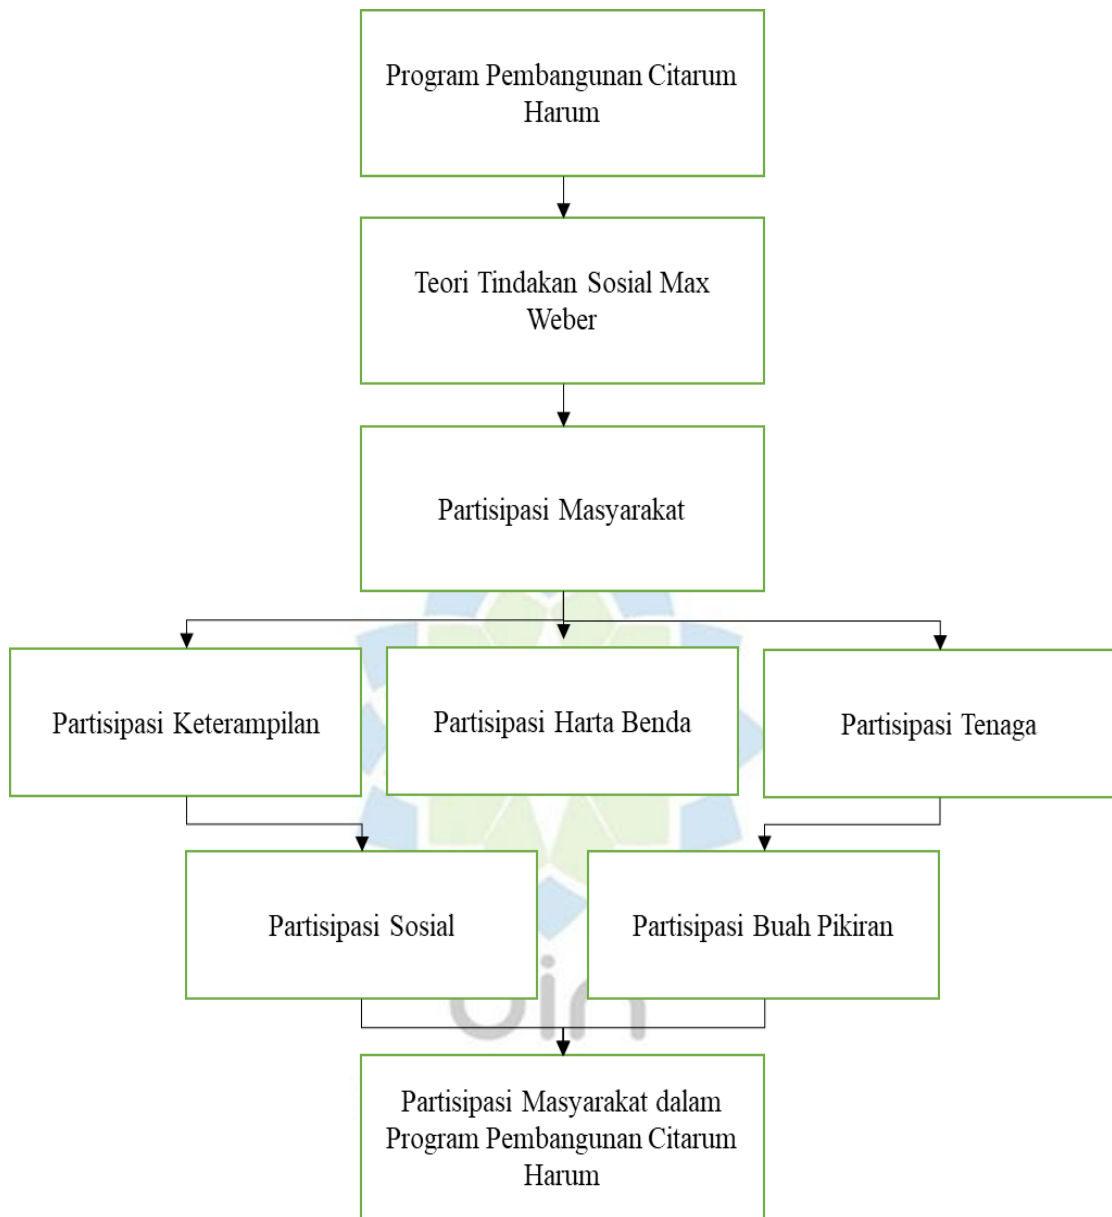 Program Pembangunan Citarum
Harum
Teori Tindakan Sosial Max
Weber
Partisipasi Masyarakat
Partisipasi Keterampilan
Partisipasi Harta Benda
Partisipasi Tenaga
Partisipasi Sosial
Partisipasi Buah Pikiran
uin
Partisipasi Masyarakat dalam
Program Pembangunan Citarum
Harum